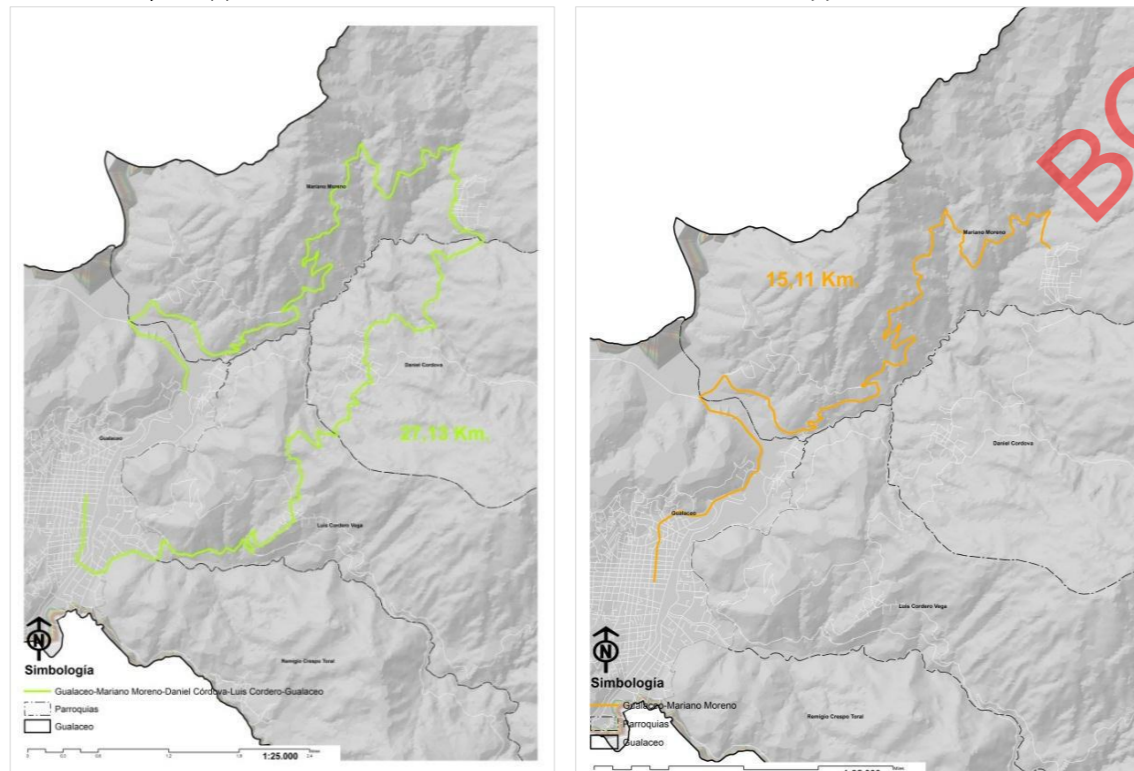 Mariano Moreno
Daniel Cordova
27,13 Km.
Gualaceo
Luis Cordero Vega
Remigio Crespo Toral
N
Simbología
Gualaceo-Mariano Moreno-Daniel Córdova-Luis Cordero-Gualaceo
Parroquias
Gualaceo
1:25.000
BO
Mariano Moreno
15,11 Km.
Daniel Cordova
Gualaceo
Luis Cordero Vega
Remigio Crespo Toral
N
Simbología
Gualaceo-Mariano Moreno
Parroquias
Gualaceo